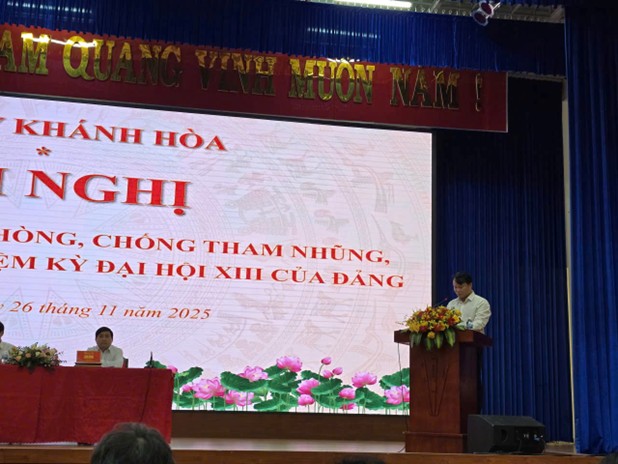 AM QUANG VINH MUÔN NĂM !
Y KHÁNH HÒA
*
I NGHỊ
HÒNG, CHỐNG THAM NHŨNG,
IỆM KỲ ĐẠI HỘI XIII CỦA ĐẢNG
y 26 tháng 11 năm 2025